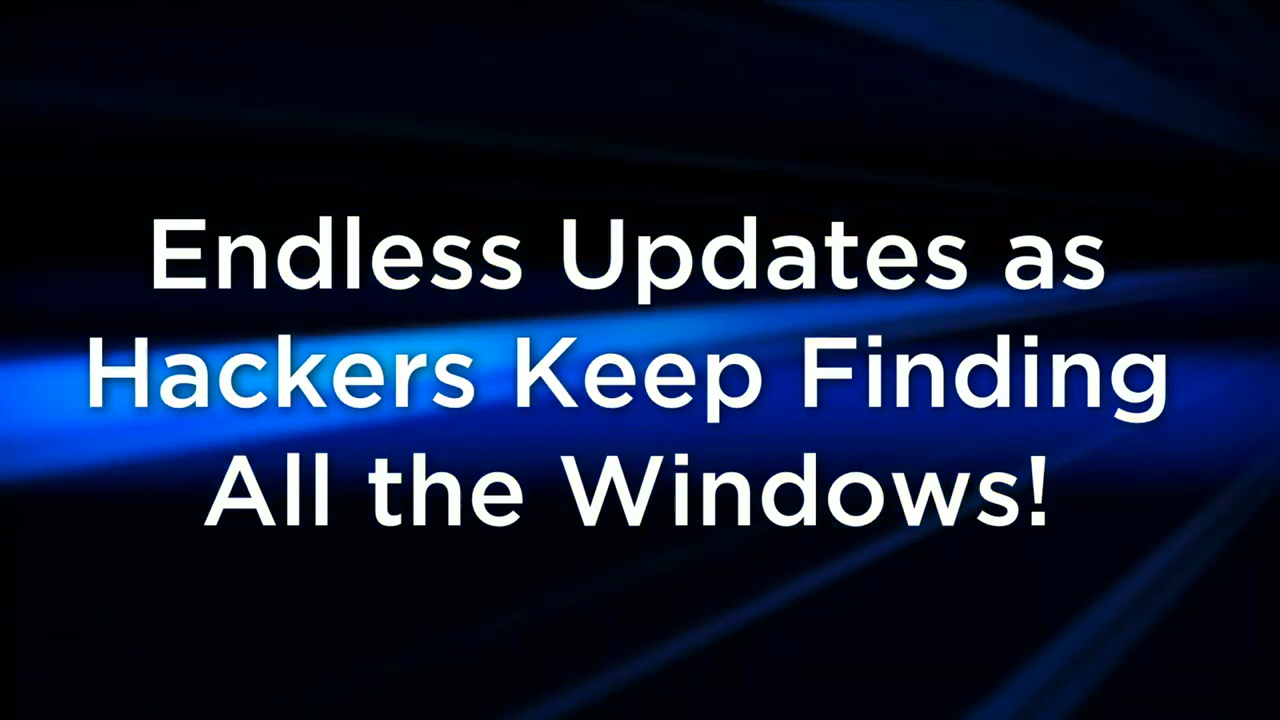 Endless Updates as
Hackers Keep Finding
All the Windows!